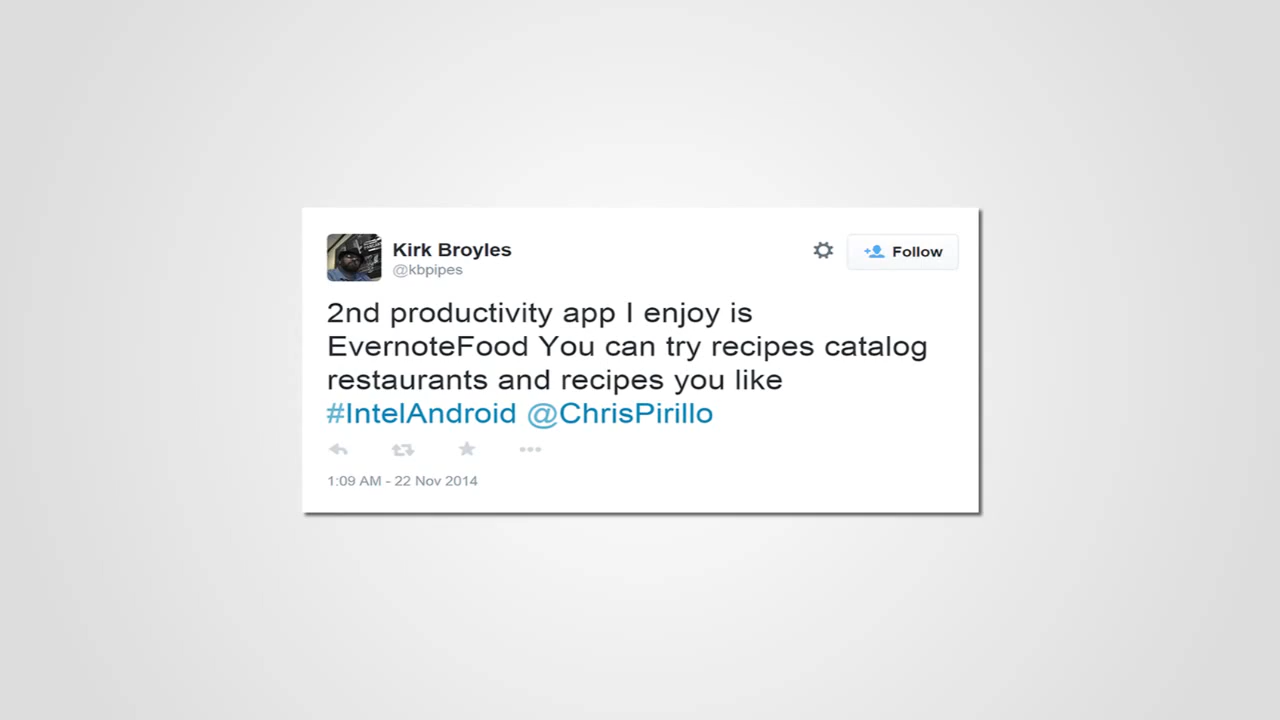 Kirk Broyles
@kbpipes
Follow
2nd productivity app I enjoy is
EvernoteFood You can try recipes catalog
restaurants and recipes you like
#IntelAndroid @ChrisPirillo
1:09 AM - 22 Nov 2014